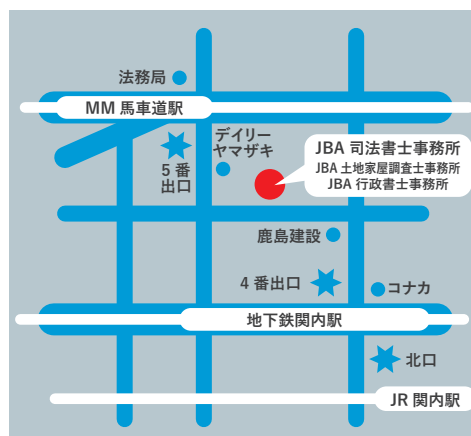 法務局
MM 馬車道駅
デイリー
ヤマザキ
5 番
出口
JBA 司法書士事務所
JBA 土地家屋調査士事務所
JBA 行政書士事務所
鹿島建設
4 番出口
コナカ
地下鉄関内駅
北口
JR 関内駅